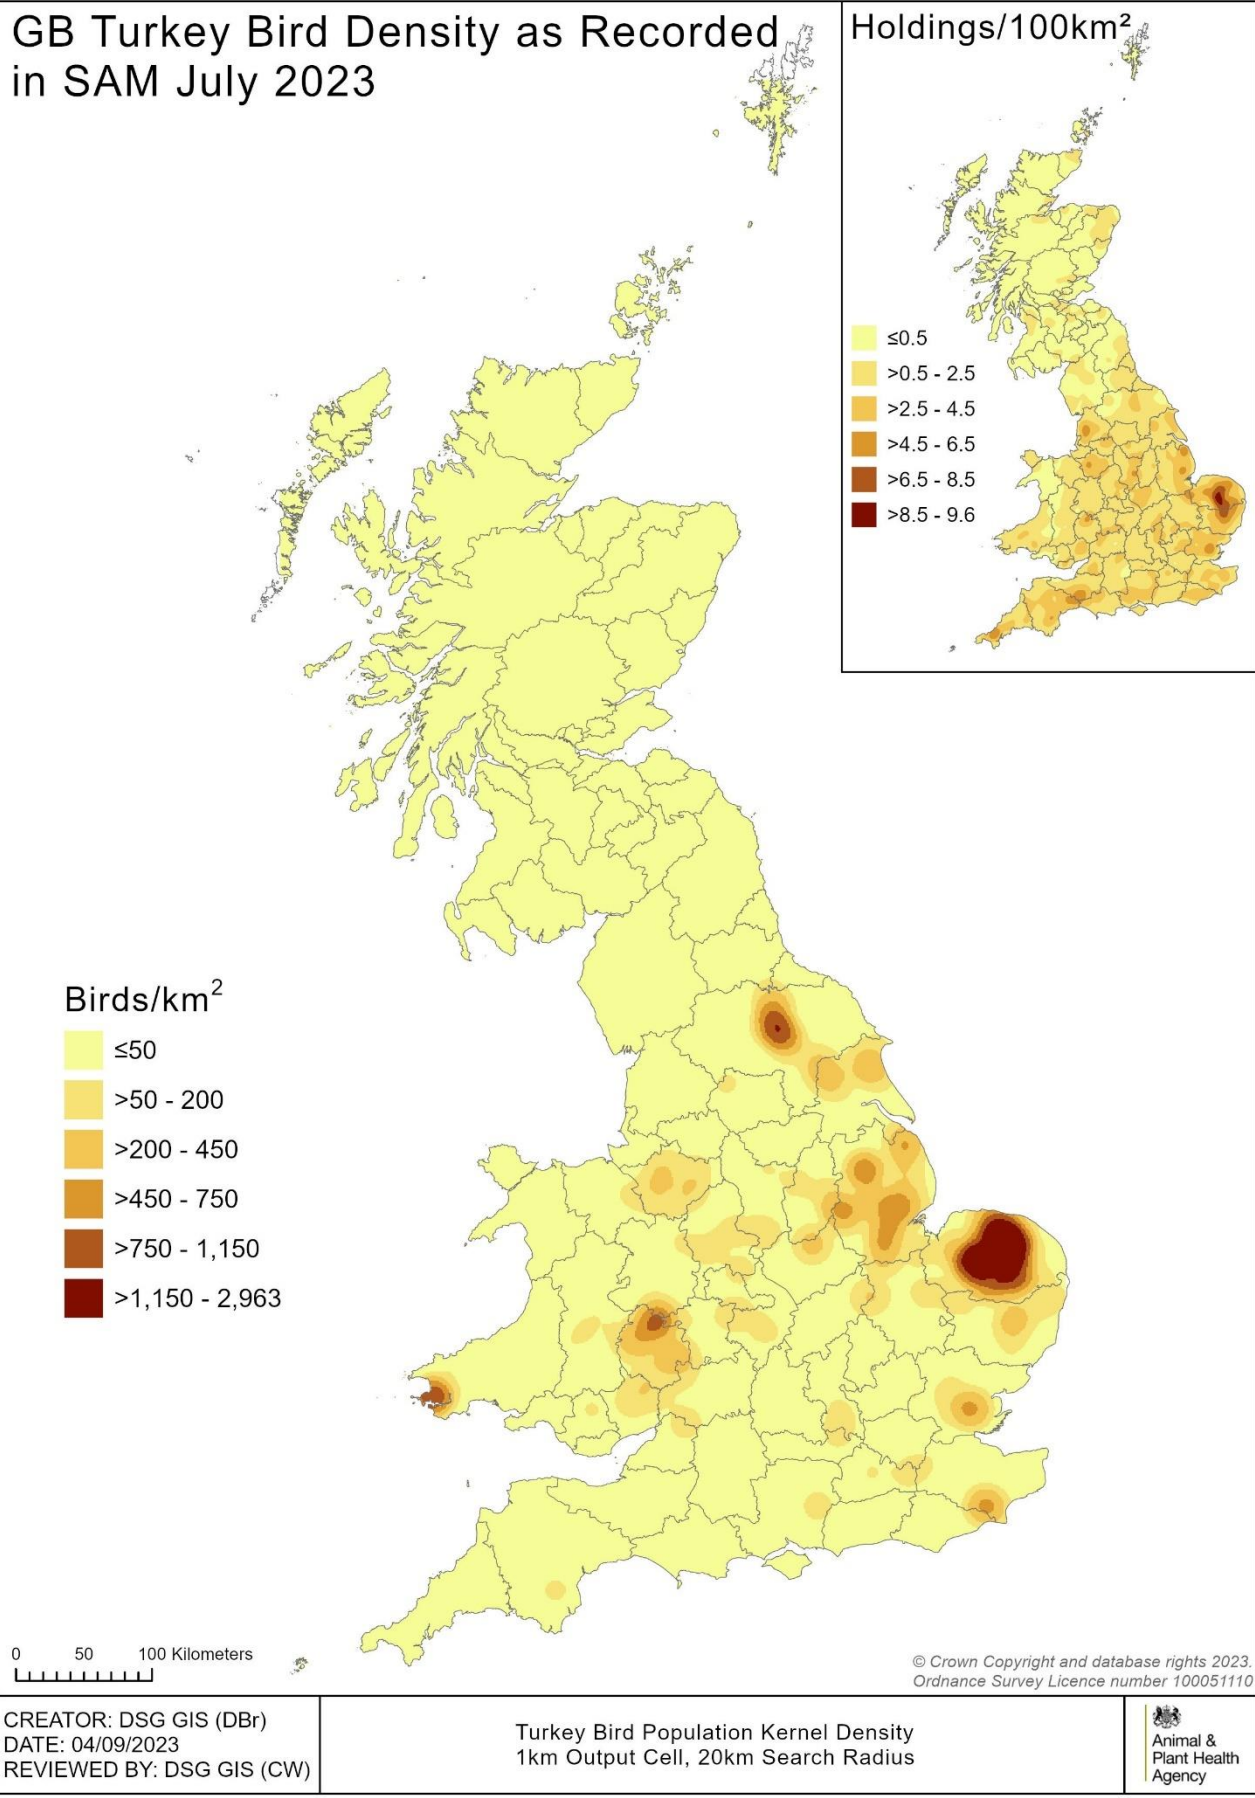 GB Turkey Bird Density as Recorded
in SAM July 2023
Holdings/100km²
≤0.5
>0.5 - 2.5
>2.5 - 4.5
>4.5 - 6.5
>6.5 - 8.5
>8.5 - 9.6
Birds/km²
≤50
>50 - 200
>200 - 450
>450 - 750
>750 - 1,150
>1,150 - 2,963
0 50 100 Kilometers
© Crown Copyright and database rights 2023.
Ordnance Survey Licence number 100051110
CREATOR: DSG GIS (DBr)
DATE: 04/09/2023
REVIEWED BY: DSG GIS (CW)
Turkey Bird Population Kernel Density
1km Output Cell, 20km Search Radius
Animal &
Plant Health
Agency